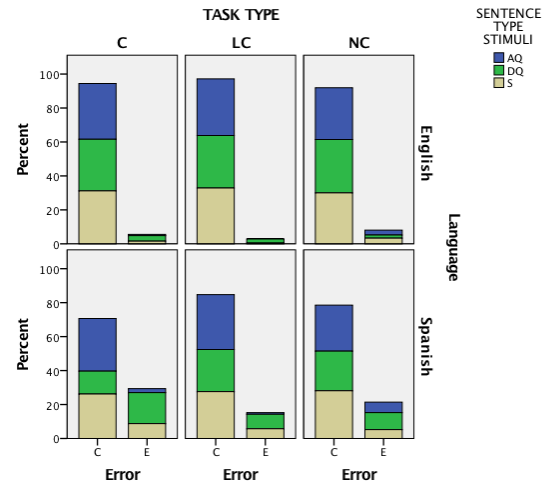 TASK TYPE
C LC NC
SENTENCE
TYPE
STIMULI
AQ
DQ
S
Percent
100
80
60
40
20
0
English
Language
Percent
100
80
60
40
20
0
Spanish
C E C E C E
Error Error Error